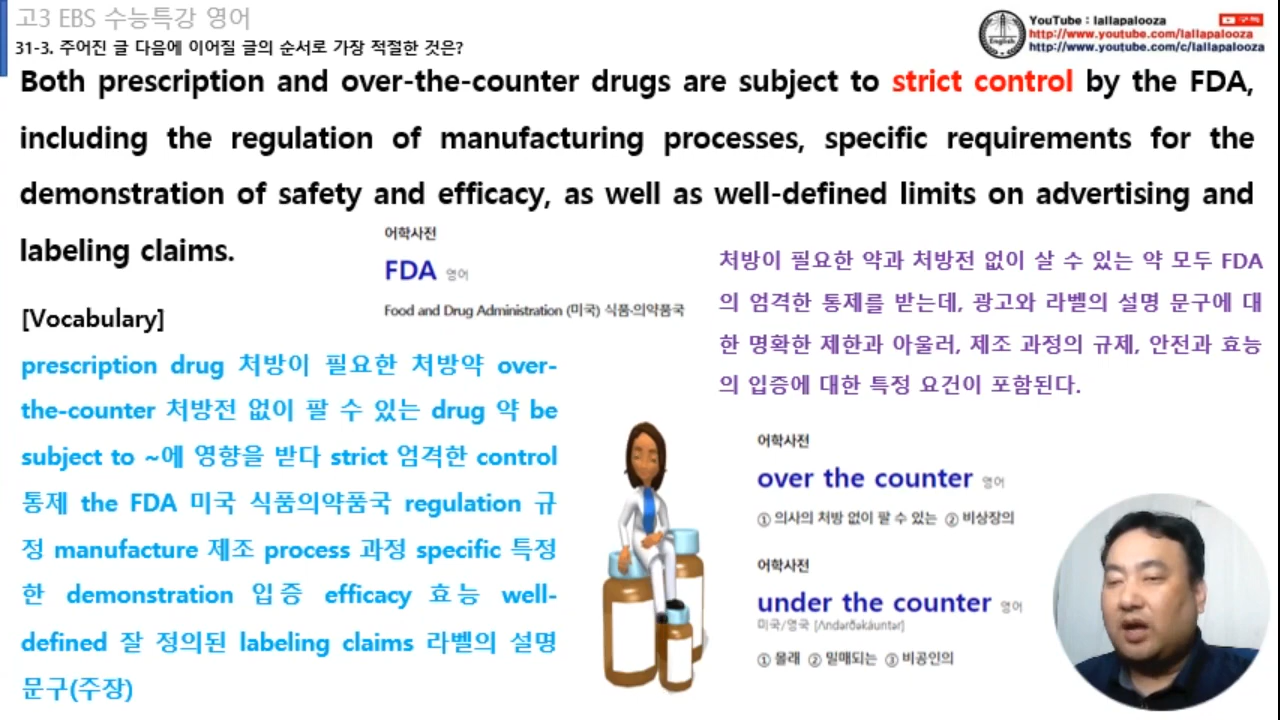 고3 EBS 수능특강 영어
31-3. 주어진 글 다음에 이어질 글의 순서로 가장 적절한 것은?
YouTube : lallapalooza
구독
http://www.youtube.com/lallapalooza
http://www.youtube.com/c/lallapalooza
English
Both prescription and over-the-counter drugs are subject to strict control by the FDA,
including the regulation of manufacturing processes, specific requirements for the
demonstration of safety and efficacy, as well as well-defined limits on advertising and
labeling claims.
어학사전
FDA 영어
Food and Drug Administration (미국) 식품·의약품국
처방이 필요한 약과 처방전 없이 살 수 있는 약 모두 FDA
의 엄격한 통제를 받는데, 광고와 라벨의 설명 문구에 대
한 명확한 제한과 아울러, 제조 과정의 규제, 안전과 효능
의 입증에 대한 특정 요건이 포함된다.
[Vocabulary]
prescription drug 처방이 필요한 처방약 over-
the-counter 처방전 없이 팔 수 있는 drug 약 be
subject to ~에 영향을 받다 strict 엄격한 control
통제 the FDA 미국 식품의약품국 regulation 규
정 manufacture 제조 process 과정 specific 특정
한 demonstration 입증 efficacy 효능 well-
defined 잘 정의된 labeling claims 라벨의 설명
문구(주장)
어학사전
over the counter 영어
① 의사의 처방 없이 팔 수 있는 ② 비상장의
어학사전
under the counter 영어
미국/영국 [ʌndərðəkáuntər]
① 몰래 ② 밀매되는 ③ 비공인의